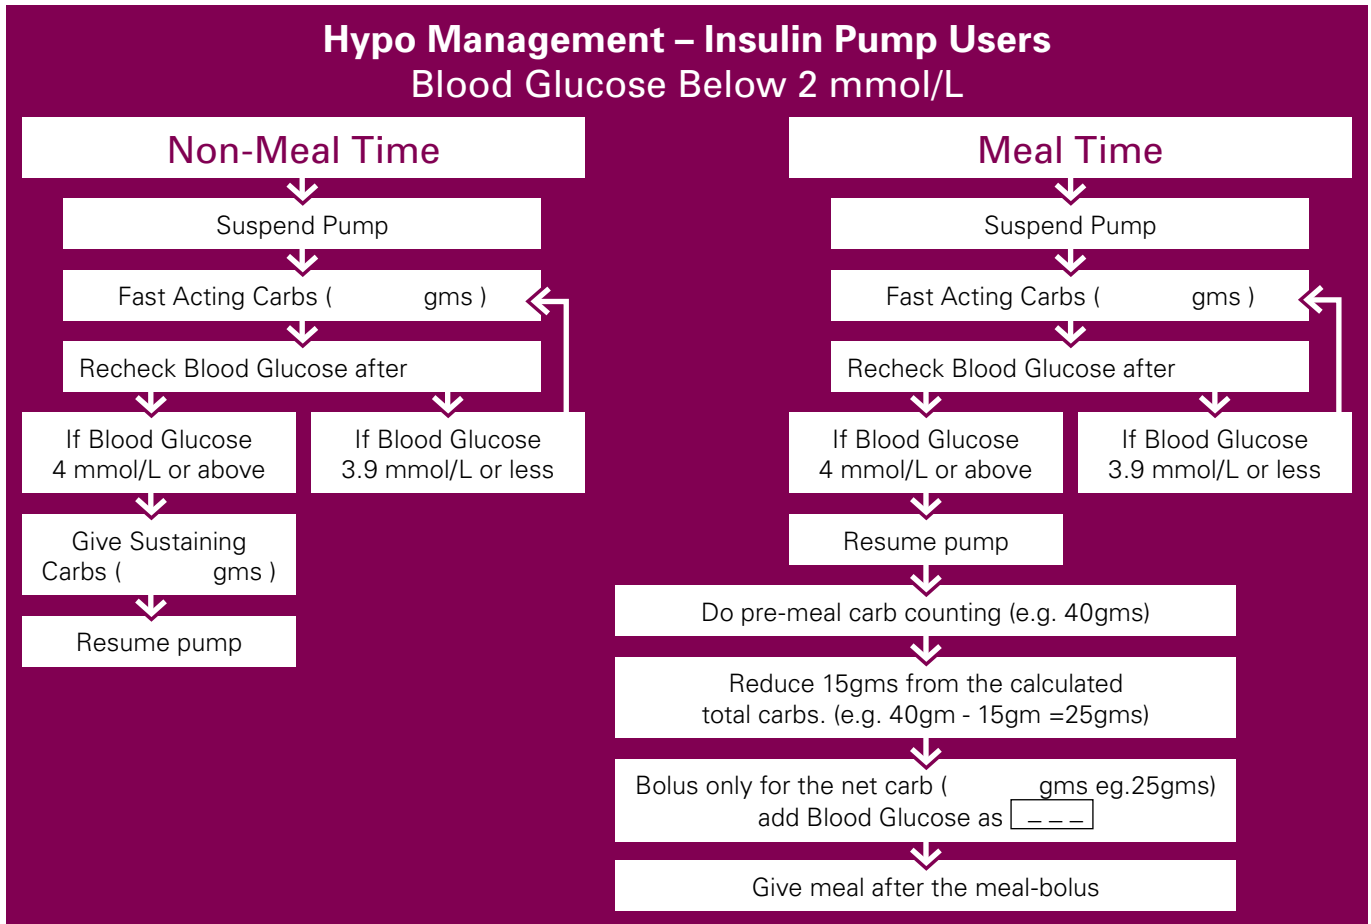 Hypo Management – Insulin Pump Users
Blood Glucose Below 2 mmol/L
Non-Meal Time
Suspend Pump
Fast Acting Carbs ( gms )
Recheck Blood Glucose after
If Blood Glucose
4 mmol/L or above
If Blood Glucose
3.9 mmol/L or less
Give Sustaining
Carbs ( gms )
Resume pump
Meal Time
Suspend Pump
Fast Acting Carbs ( gms )
Recheck Blood Glucose after
If Blood Glucose
4 mmol/L or above
If Blood Glucose
3.9 mmol/L or less
Resume pump
Do pre-meal carb counting (e.g. 40gms)
Reduce 15gms from the calculated
total carbs. (e.g. 40gm - 15gm =25gms)
Bolus only for the net carb ( gms eg.25gms)
add Blood Glucose as _ _ _
Give meal after the meal-bolus